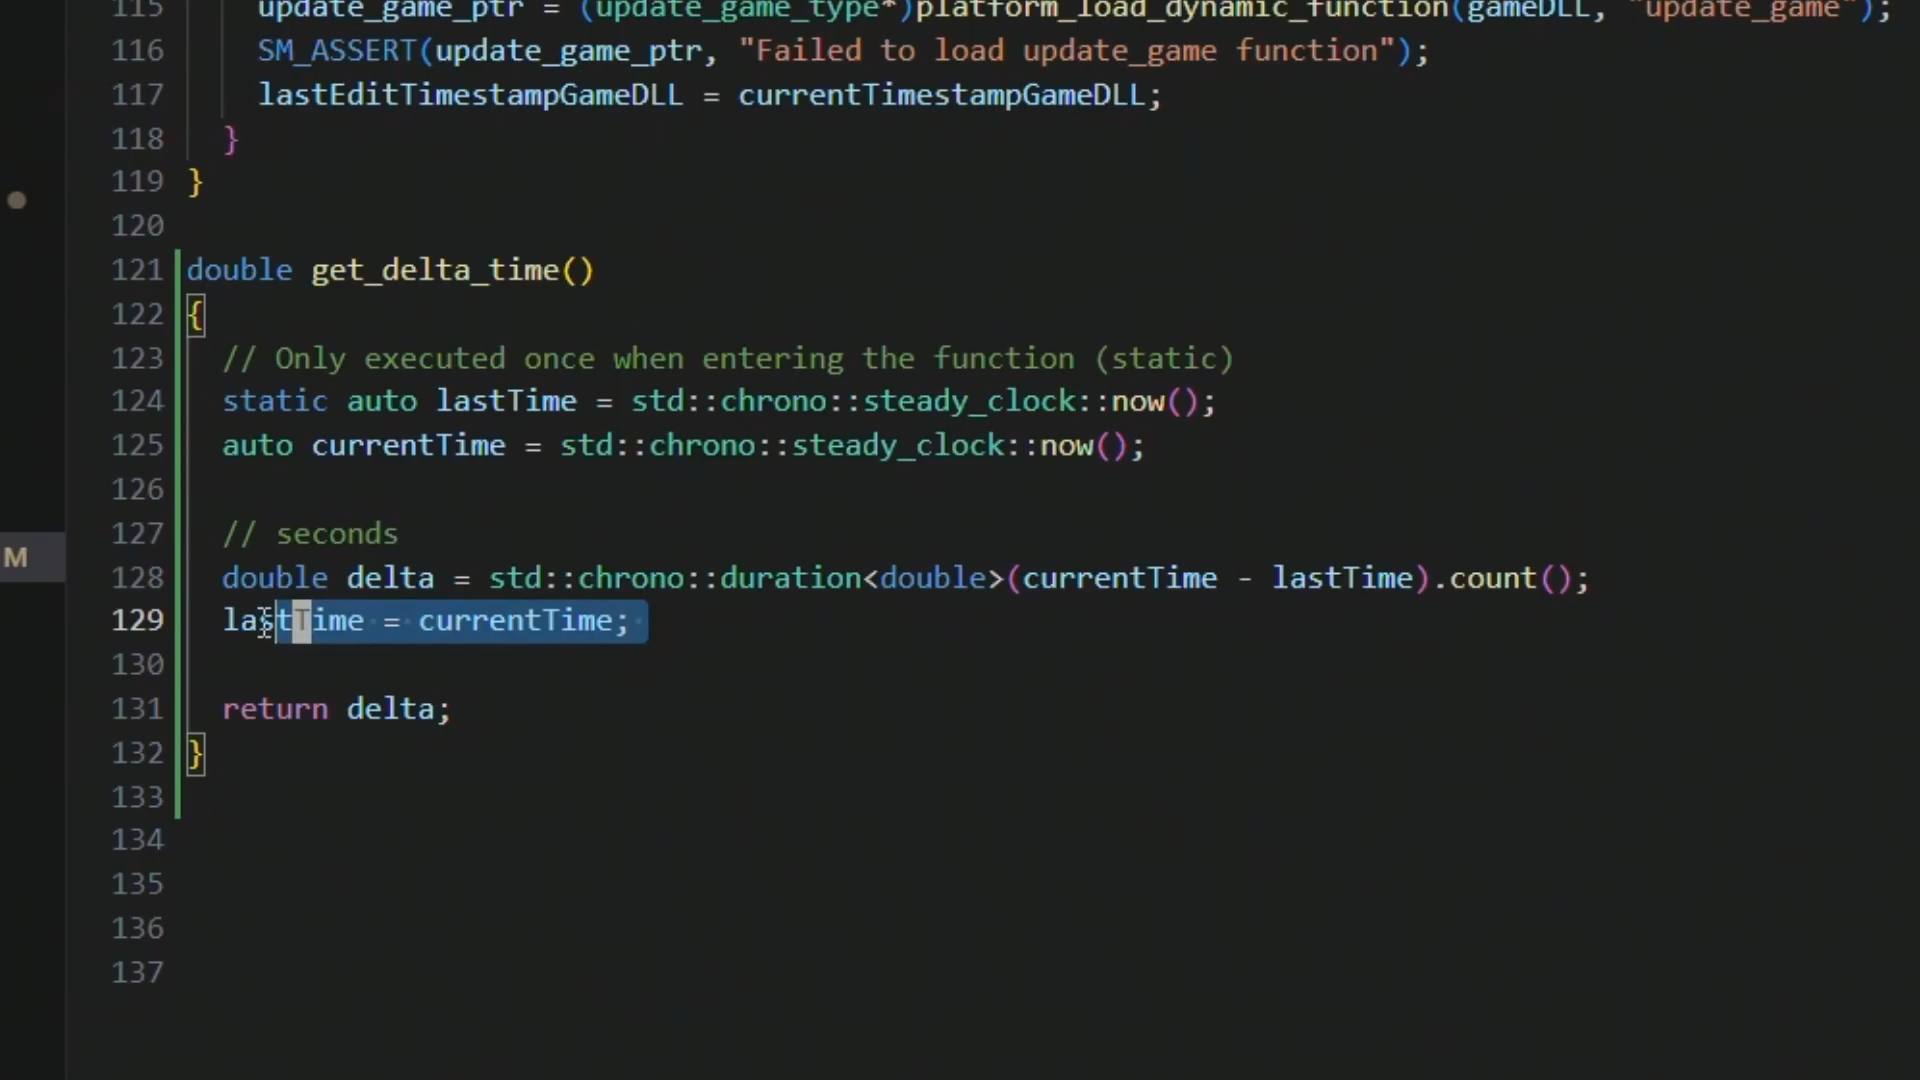 115 update_game_ptr = (update_game_type*)platform_load_dynamic_function(gameDLL, "update_game");
116 SM_ASSERT(update_game_ptr, "Failed to load update_game function");
117 lastEditTimestampGameDLL = currentTimestampGameDLL;
118 }
119 }
120
121 double get_delta_time()
122 {
123 // Only executed once when entering the function (static)
124 static auto lastTime = std::chrono::steady_clock::now();
125 auto currentTime = std::chrono::steady_clock::now();
126
127 // seconds
M
128 double delta = std::chrono::duration<double>(currentTime - lastTime).count();
129 lastTime = currentTime;
130
131 return delta;
132 }
133
134
135
136
137